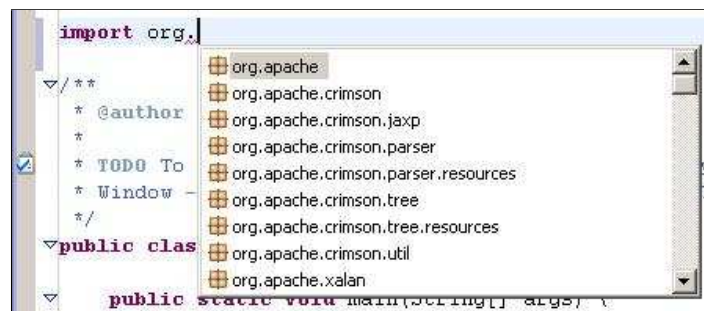 import org.
org.apache
/**
org.apache.crimson
* @author
org.apache.crimson.jaxp
*
org.apache.crimson.parser
* TODO To
org.apache.crimson.parser.resources
* Window -
org.apache.crimson.tree
*/
org.apache.crimson.tree.resources
public clas
org.apache.crimson.util
org.apache.xalan
public static void main(String[] args) {